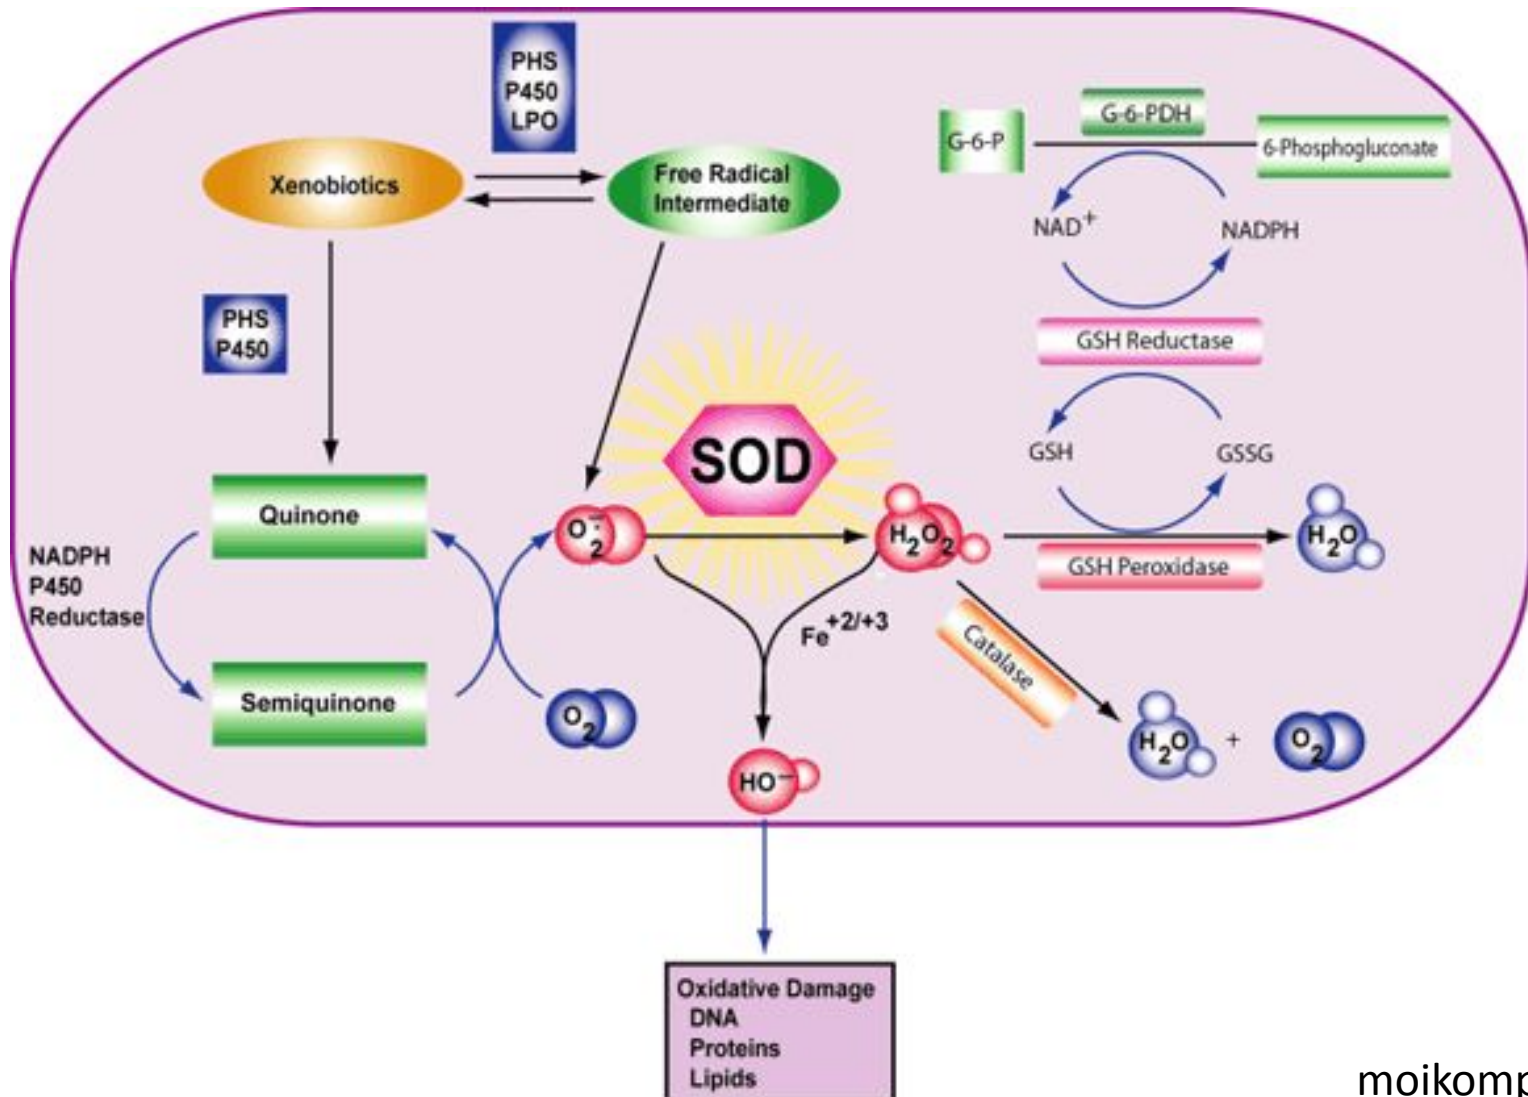 PHS
P450
LPO
Xenobiotics
Free Radical
Intermediate
G-6-P
G-6-PDH
6-Phosphogluconate
NAD+
NADPH
PHS
P450
GSH Reductase
SOD
GSH
GSSG
Quinone
O2-
H2O2
H2O
NADPH
P450
Reductase
GSH Peroxidase
Fe+2/+3
Catalase
Semiquinone
O2
H2O
+
O2
HO-
Oxidative Damage
DNA
Proteins
Lipids
moikomp